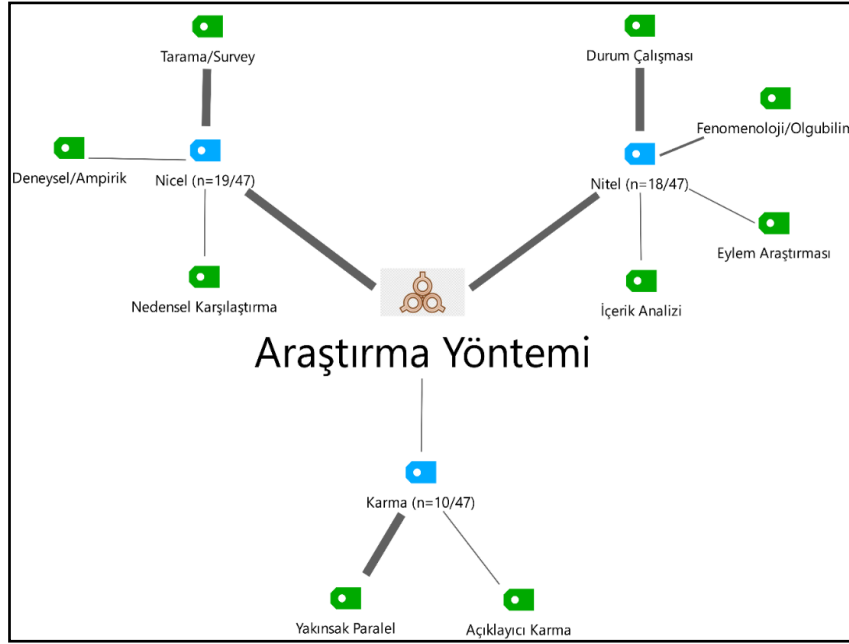 Tarama/Survey
Durum Çalışması
Fenomenoloji/Olgubilim
Deneysel/Ampirik
Nicel (n=19/47)
Nitel (n=18/47)
Eylem Araştırması
Nedensel Karşılaştırma
İçerik Analizi
Araştırma Yöntemi
Karma (n=10/47)
Yakınsak Paralel
Açıklayıcı Karma